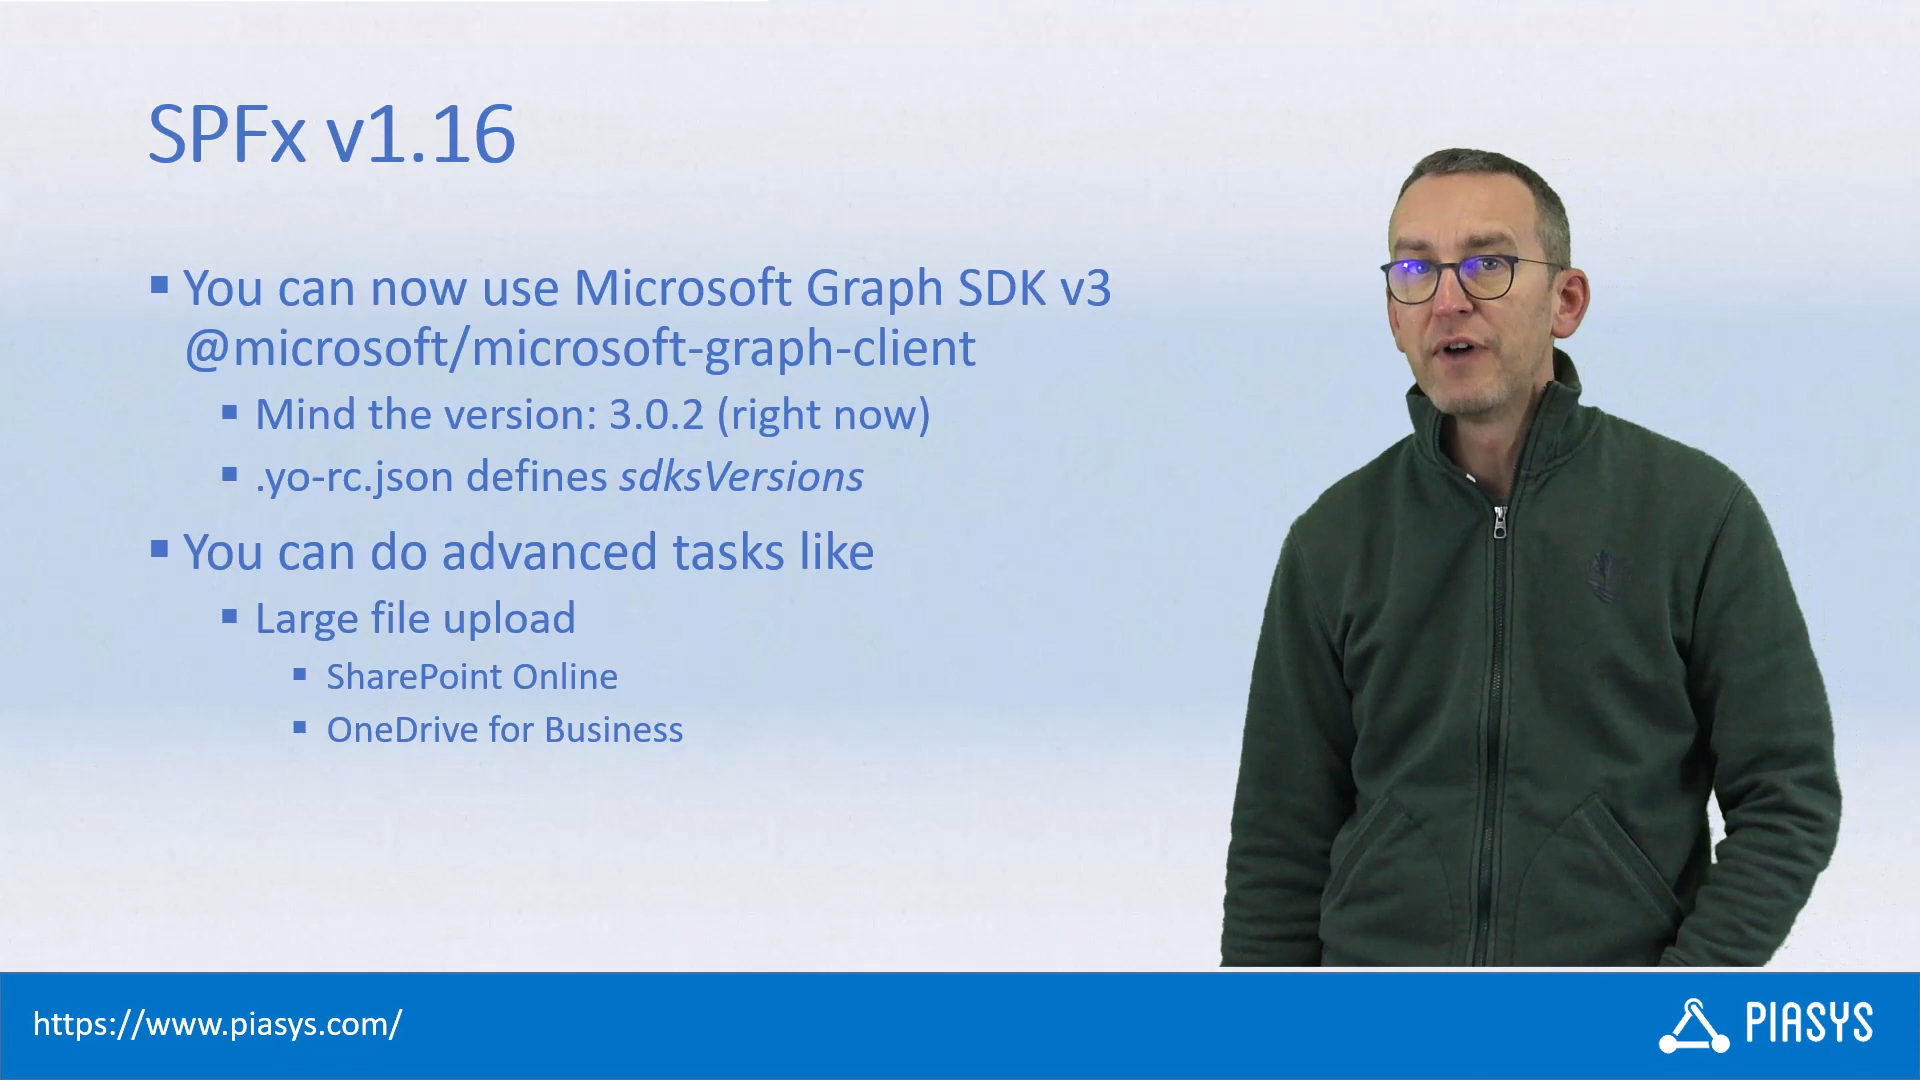 SPFx v1.16
▪ You can now use Microsoft Graph SDK v3
@microsoft/microsoft-graph-client
▪ Mind the version: 3.0.2 (right now)
▪ .yo-rc.json defines sdksVersions
▪ You can do advanced tasks like
▪ Large file upload
▪ SharePoint Online
▪ OneDrive for Business
https://www.piasys.com/
PIASYS